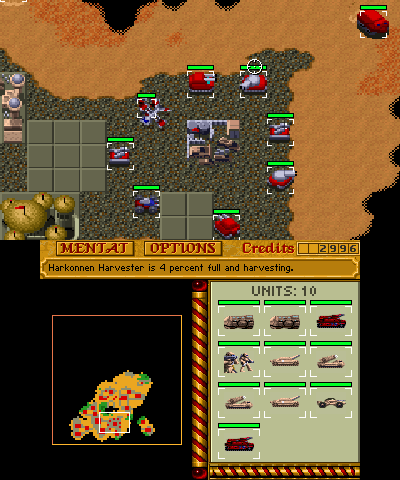 MENTAT OPTIONS Credits 2996
Harkonnen Harvester is 4 percent full and harvesting.
UNITS: 10